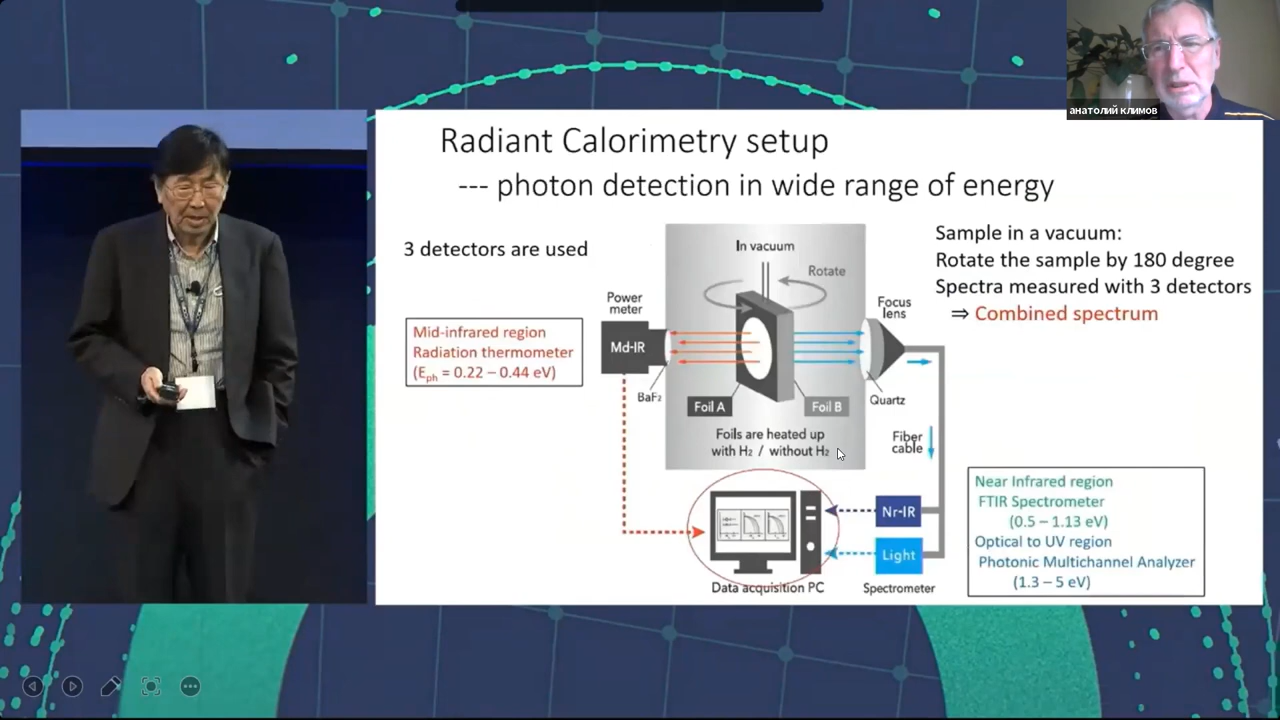 анатолий климов
Radiant Calorimetry setup
--- photon detection in wide range of energy
3 detectors are used
Sample in a vacuum:
Rotate the sample by 180 degree
Spectra measured with 3 detectors
⇒ Combined spectrum
In vacuum
Rotate
Power
meter
Md-IR
BaF₂
Focus
lens
Quartz
Foil A
Foil B
Foils are heated up
with H₂ / without H₂
Mid-infrared region
Radiation thermometer
(Eₚₕ = 0.22 – 0.44 eV)
Fiber
cable
Nr-IR
Light
Data acquisition PC
Spectrometer
Near Infrared region
FTIR Spectrometer
(0.5 – 1.13 eV)
Optical to UV region
Photonic Multichannel Analyzer
(1.3 – 5 eV)